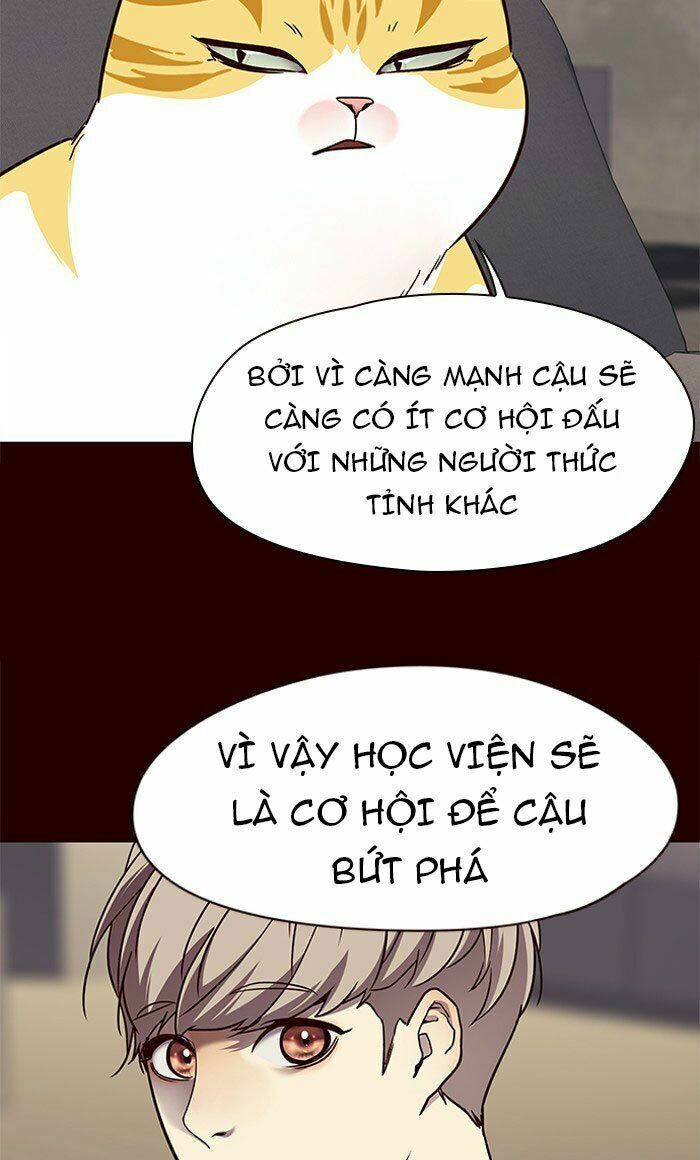 BỞI VÌ CÀNG MẠNH CẬU SẼ
CÀNG CÓ ÍT CƠ HỘI ĐẤU
VỚI NHỮNG NGƯỜI THỨC
TỈNH KHÁC
VÌ VẬY HỌC VIỆN SẼ
LÀ CƠ HỘI ĐỂ CẬU
BỨT PHÁ